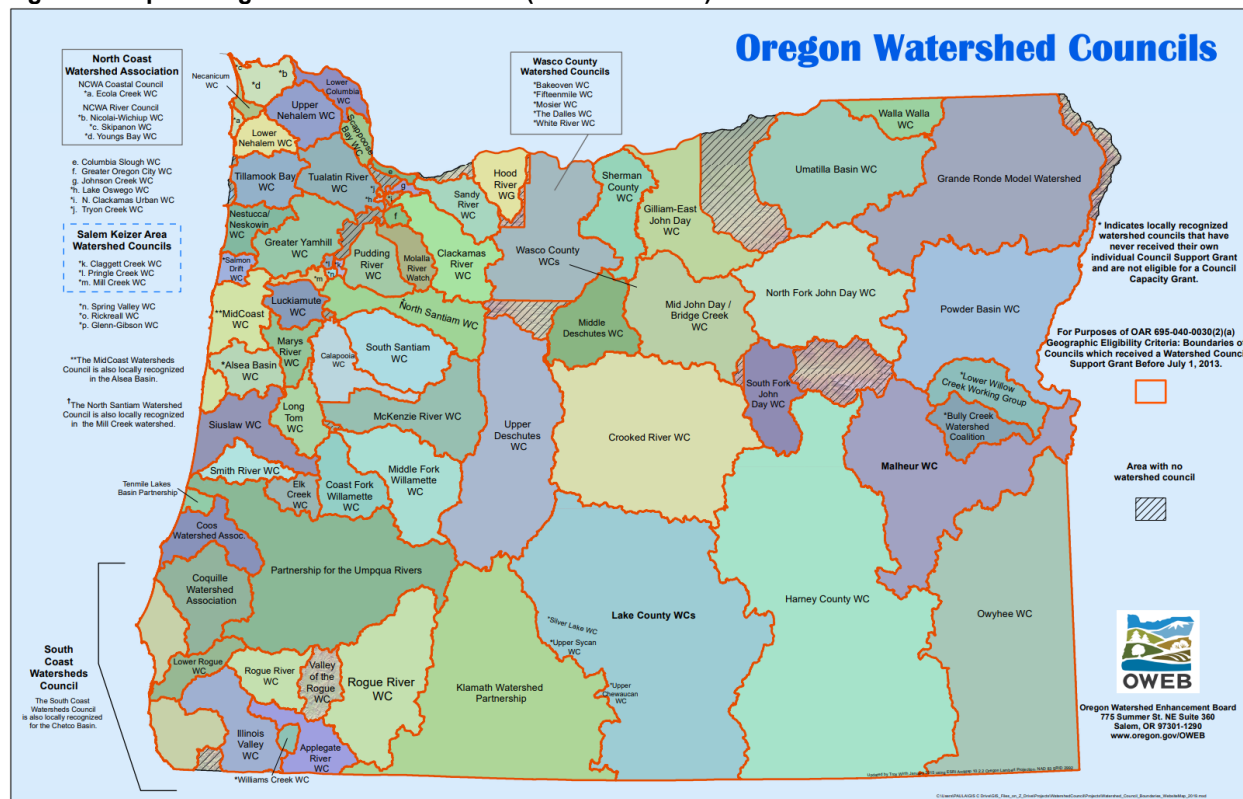 Oregon Watershed Councils
North Coast
Watershed Association
NCWA Coastal Council
*a. Ecola Creek WC
NCWA River Council
*b. Nicolai-Wichiup WC
*c. Skipanon WC
*d. Youngs Bay WC
e. Columbia Slough WC
f. Greater Oregon City WC
g. Johnson Creek WC
*h. Lake Oswego WC
*i. N. Clackamas Urban WC
*j. Tryon Creek WC
Salem Keizer Area
Watershed Councils
*k. Claggett Creek WC
*l. Pringle Creek WC
*m. Mill Creek WC
*n. Spring Valley WC
*o. Rickreall WC
*p. Glenn-Gibson WC
**The MidCoast Watersheds
Council is also locally recognized
in the Alsea Basin.
†The North Santiam Watershed
Council is also locally recognized
in the Mill Creek watershed.
Tenmile Lakes
Basin Partnership
South
Coast
Watersheds
Council
The South Coast
Watersheds Council
is also locally recognized
for the Chetco Basin.
Wasco County
Watershed Councils
*Bakeoven WC
*Fifteenmile WC
*Mosier WC
*The Dalles WC
*White River WC
Necanicum
WC
*c
*b
*d
*a
Lower
Columbia
WC
Upper
Nehalem
WC
Scappoose
Bay WC
Lower
Nehalem
WC
Tillamook Bay
WC
Tualatin River
WC
e
*j
g
*h
*i
f
Nestucca/
Neskowin
WC
Greater Yamhill
WC
Pudding
River
WC
Molalla
River
Watch
Clackamas
River
WC
Sandy
River
WC
Hood
River
WG
*Salmon
Drift
WC
*m
*n
Luckiamute
WC
**MidCoast
WC
Marys
River
WC
*Alsea Basin
WC
†North Santiam WC
South Santiam
WC
Calapooia
WC
Long
Tom
WC
McKenzie River WC
Siuslaw WC
Smith River WC
Elk
Creek
WC
Coast Fork
Willamette
WC
Middle Fork
Willamette
WC
Coos
Watershed Assoc.
Coquille
Watershed
Association
Partnership for the Umpqua Rivers
Lower Rogue
WC
Rogue River
WC
Valley
of the
Rogue
WC
Rogue River
WC
Illinois
Valley
WC
Applegate
River
WC
*Williams Creek WC
Klamath Watershed
Partnership
Wasco County
WCs
Sherman
County
WC
Gilliam-East
John Day
WC
Middle
Deschutes WC
Mid John Day /
Bridge Creek
WC
Upper
Deschutes
WC
Crooked River WC
Lake County WCs
*Silver Lake WC
*Upper Sycan
WC
*Upper
Chewaucan
WC
Walla Walla
WC
Umatilla Basin WC
Grande Ronde Model Watershed
North Fork John Day WC
Powder Basin WC
South Fork
John
Day WC
*Lower Willow
Creek Working Group
*Bully Creek
Watershed
Coalition
Malheur WC
Harney County WC
Owyhee WC
* Indicates locally recognized
watershed councils that have
never received their own
individual Council Support Grant
and are not eligible for a Council
Capacity Grant.
For Purposes of OAR 695-040-0030(2)(a)
Geographic Eligibility Criteria: Boundaries of
Councils which received a Watershed Council
Support Grant Before July 1, 2013.
Area with no
watershed council
OWEB
Oregon Watershed Enhancement Board
775 Summer St. NE Suite 360
Salem, OR 97301-1290
www.oregon.gov/OWEB